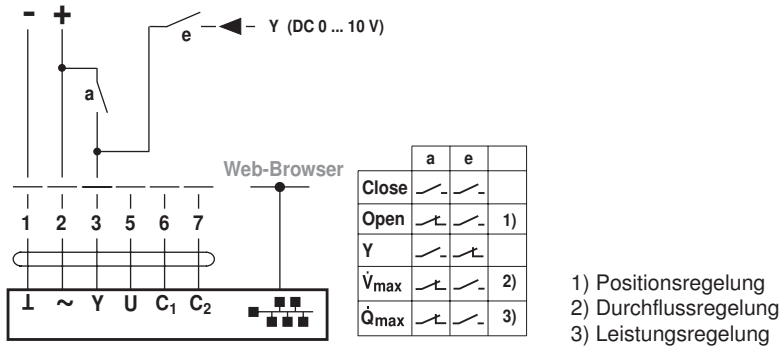 - +
e
Y (DC 0 ... 10 V)
a
Web-Browser
1 2 3 5 6 7
⊥ ~ Y U C₁ C₂
a e
Close
Open 1)
Y
V̇max 2)
Q̇max 3)
1) Positionsregelung
2) Durchflussregelung
3) Leistungsregelung